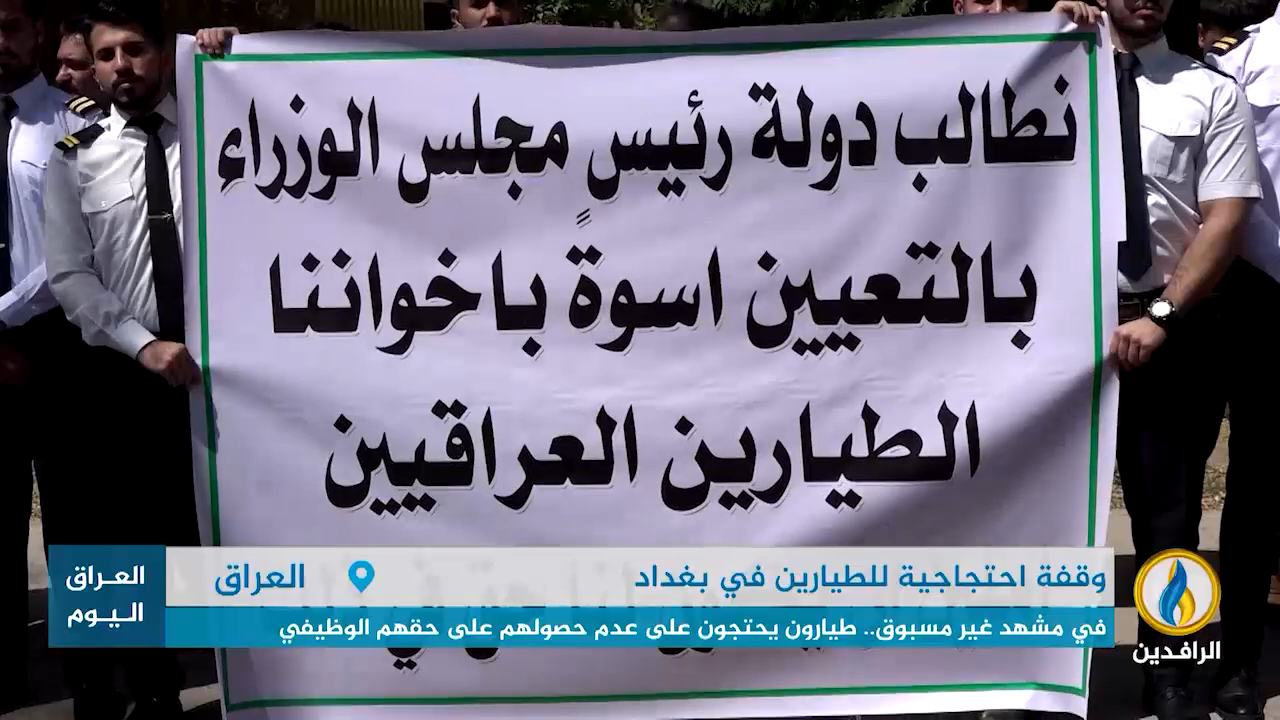 نطالب دولة رئيسٍ مجلس الوزراء
بالتعيين اسوة باخواننا
الطيارين العراقيين
وقفة احتجاجية للطيارين في بغداد
العراق
في مشهد غير مسبوق.. طيارون يحتجون على عدم حصولهم على حقهم الوظيفي
العراق
اليوم
الرافدين